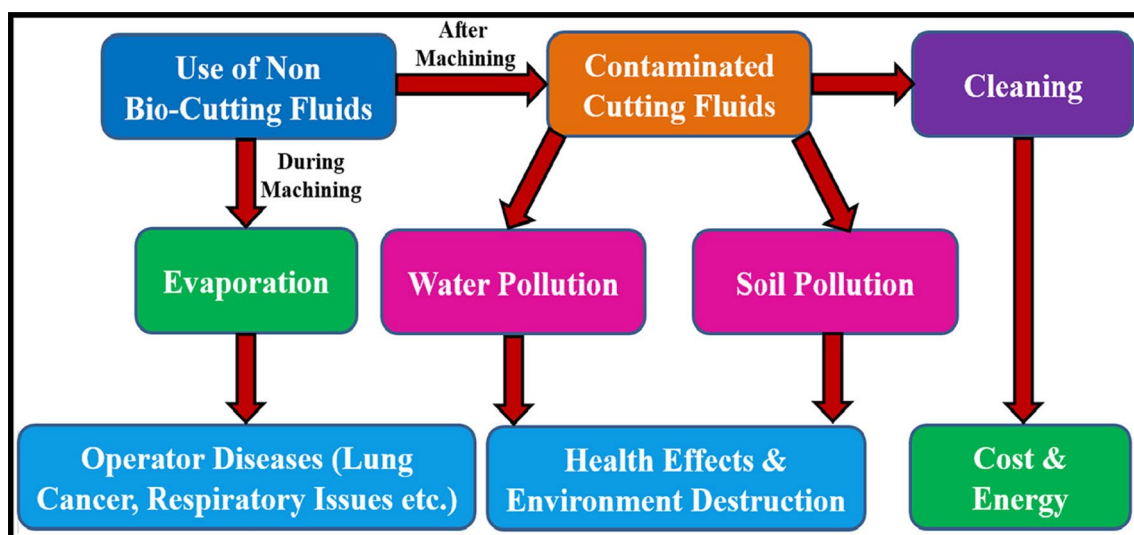 Use of Non
Bio-Cutting Fluids
After
Machining
Contaminated
Cutting Fluids
Cleaning
During
Machining
Evaporation
Water Pollution
Soil Pollution
Operator Diseases (Lung
Cancer, Respiratory Issues etc.)
Health Effects &
Environment Destruction
Cost &
Energy